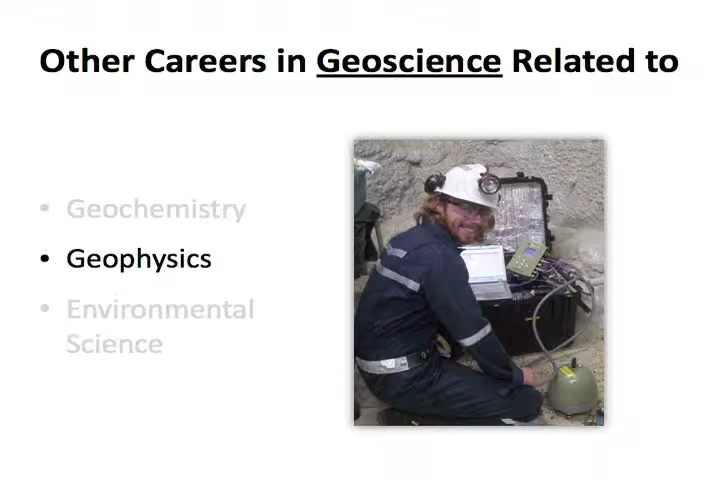 Other Careers in Geoscience Related to
• Geochemistry
• Geophysics
• Environmental
Science